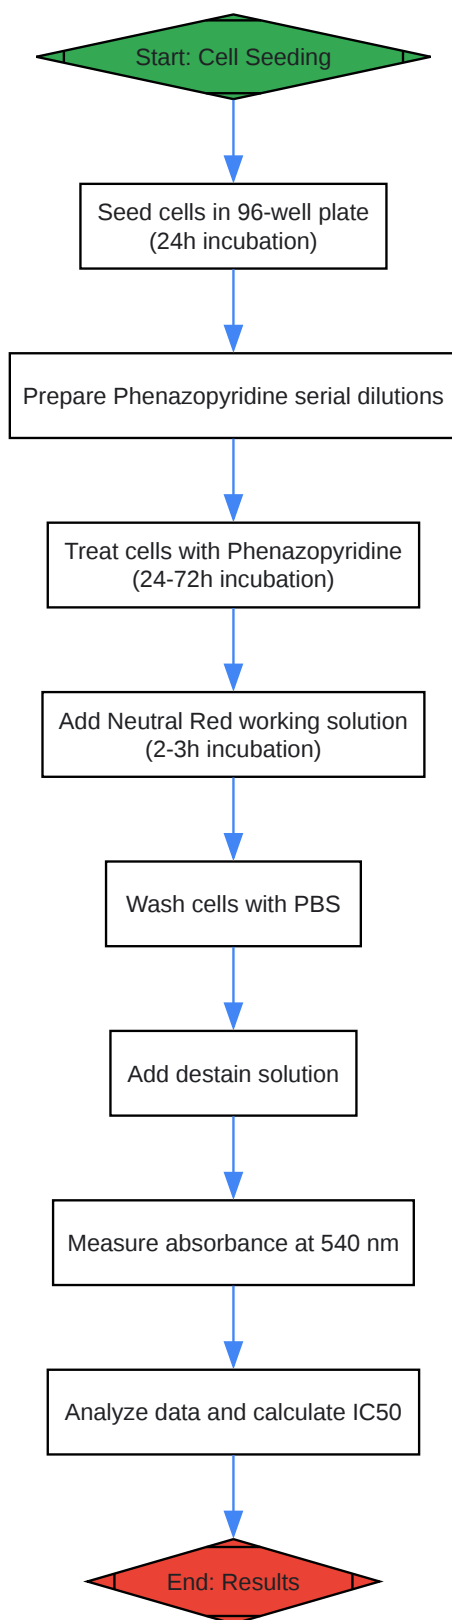 Start: Cell Seeding
Seed cells in 96-well plate
(24h incubation)
Prepare Phenazopyridine serial dilutions
Treat cells with Phenazopyridine
(24-72h incubation)
Add Neutral Red working solution
(2-3h incubation)
Wash cells with PBS
Add destain solution
Measure absorbance at 540 nm
Analyze data and calculate IC50
End: Results